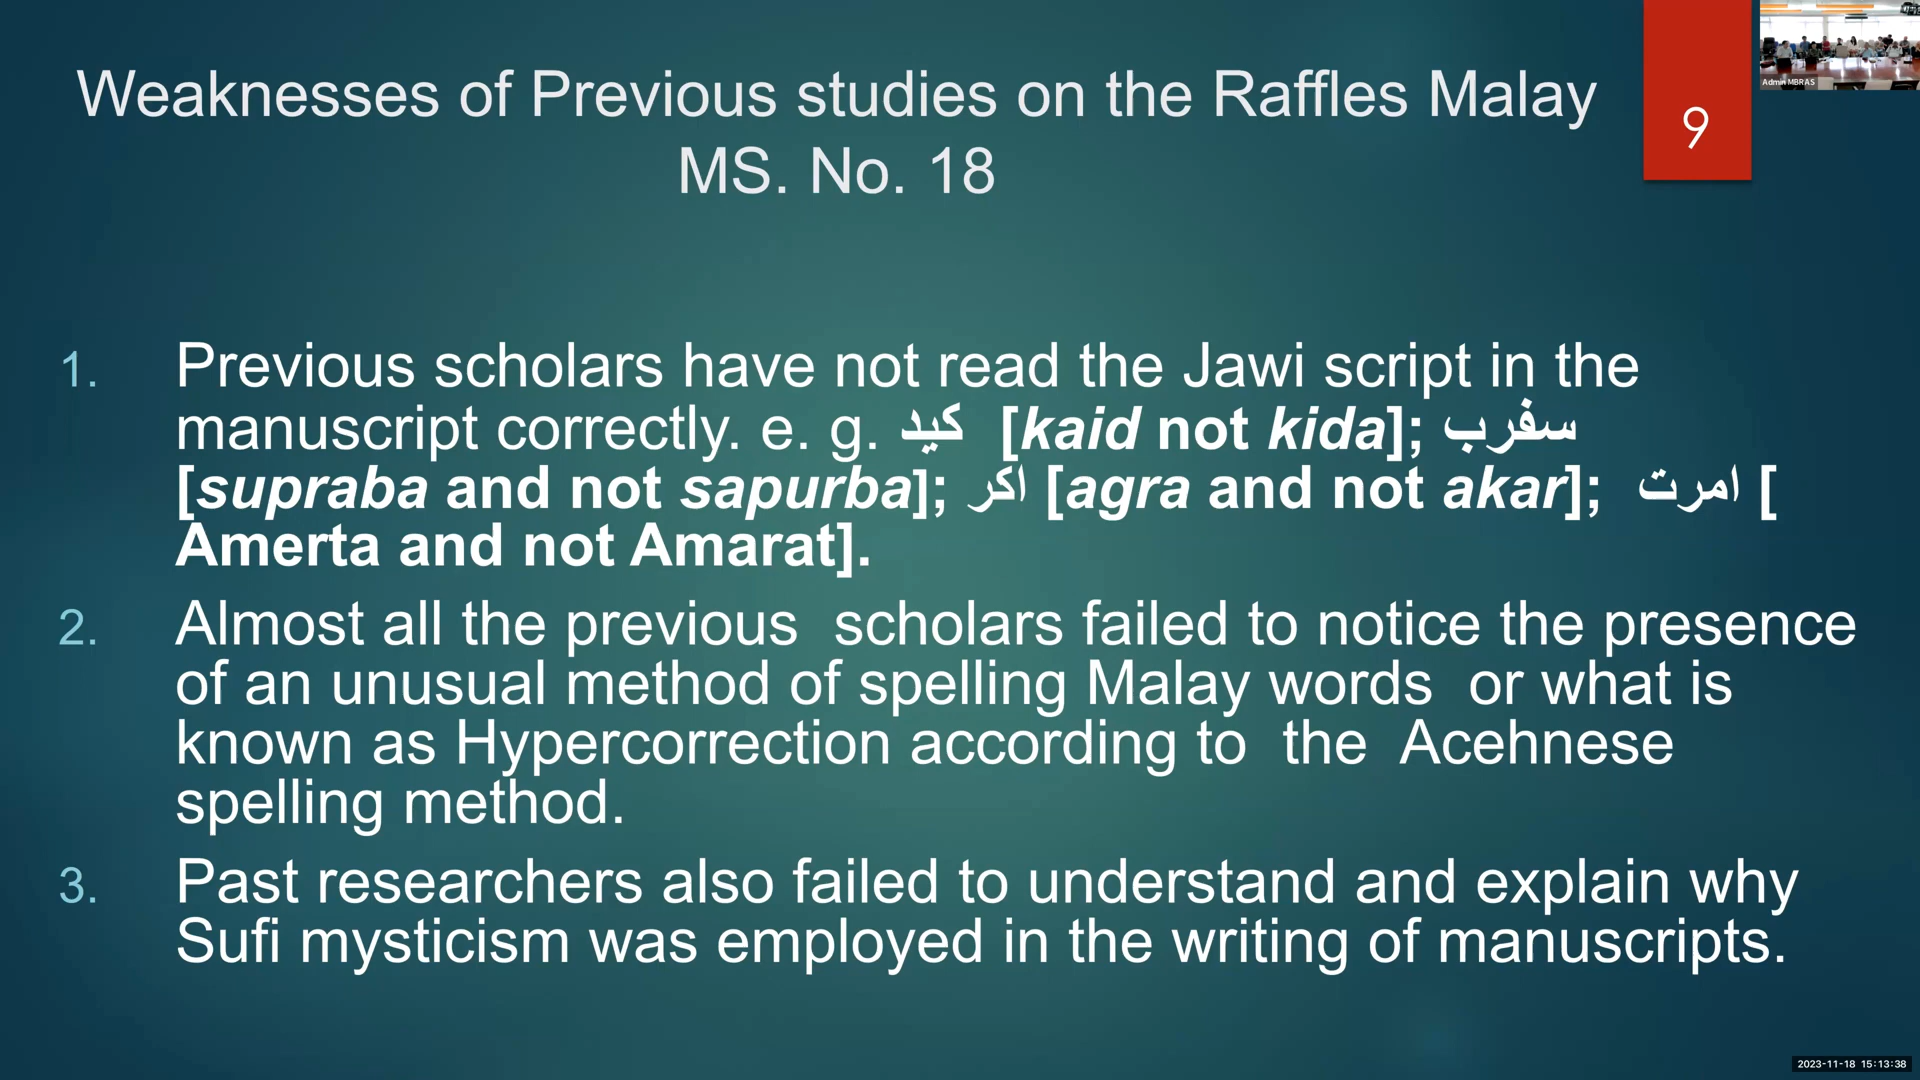 Weaknesses of Previous studies on the Raffles Malay
MS. No. 18
9
Admin MBRAS
1. Previous scholars have not read the Jawi script in the
manuscript correctly. e. g. کيد [kaid not kida]; سفرب
[supraba and not sapurba]; اکر [agra and not akar]; امرت [
Amerta and not Amarat].
2. Almost all the previous scholars failed to notice the presence
of an unusual method of spelling Malay words or what is
known as Hypercorrection according to the Acehnese
spelling method.
3. Past researchers also failed to understand and explain why
Sufi mysticism was employed in the writing of manuscripts.
2023-11-18 15:13:38